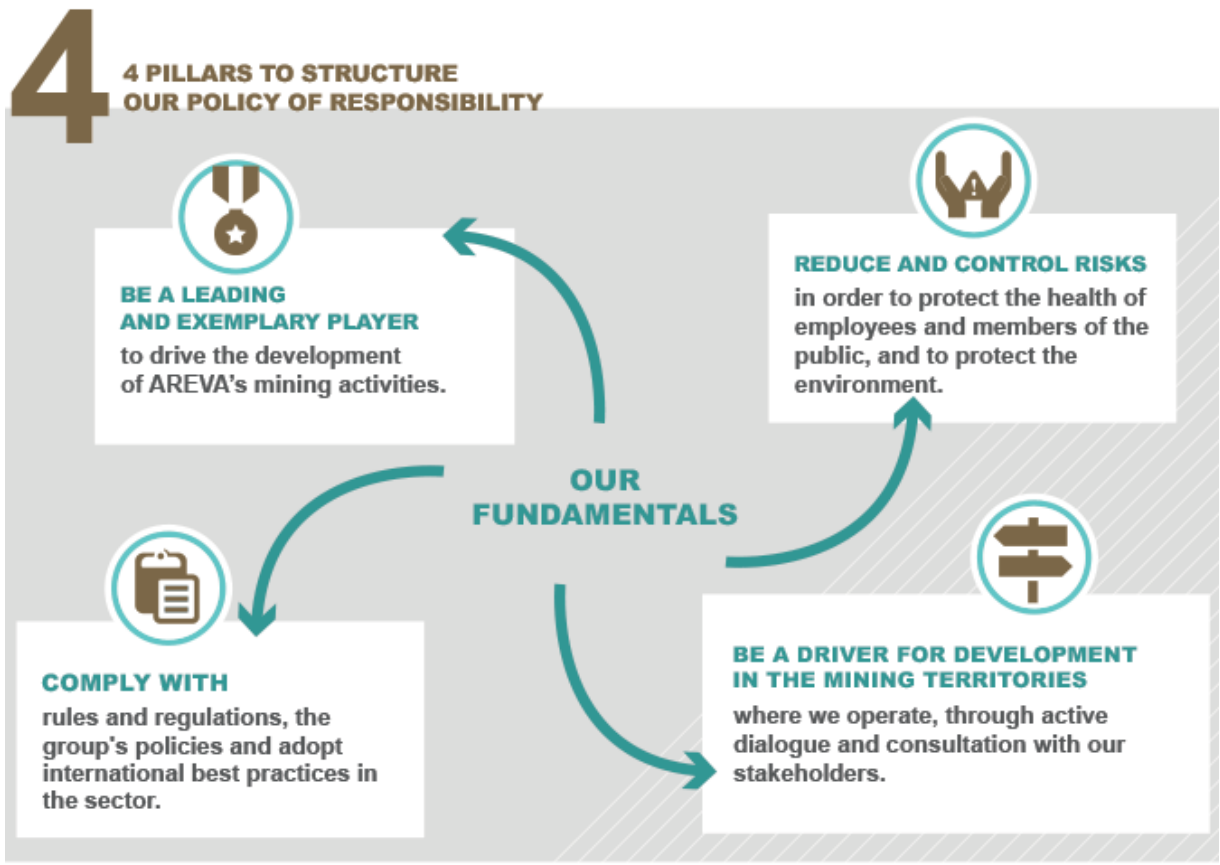 4
4 PILLARS TO STRUCTURE
OUR POLICY OF RESPONSIBILITY
BE A LEADING
AND EXEMPLARY PLAYER
to drive the development
of AREVA's mining activities.
REDUCE AND CONTROL RISKS
in order to protect the health of
employees and members of the
public, and to protect the
environment.
OUR
FUNDAMENTALS
COMPLY WITH
rules and regulations, the
group's policies and adopt
international best practices in
the sector.
BE A DRIVER FOR DEVELOPMENT
IN THE MINING TERRITORIES
where we operate, through active
dialogue and consultation with our
stakeholders.